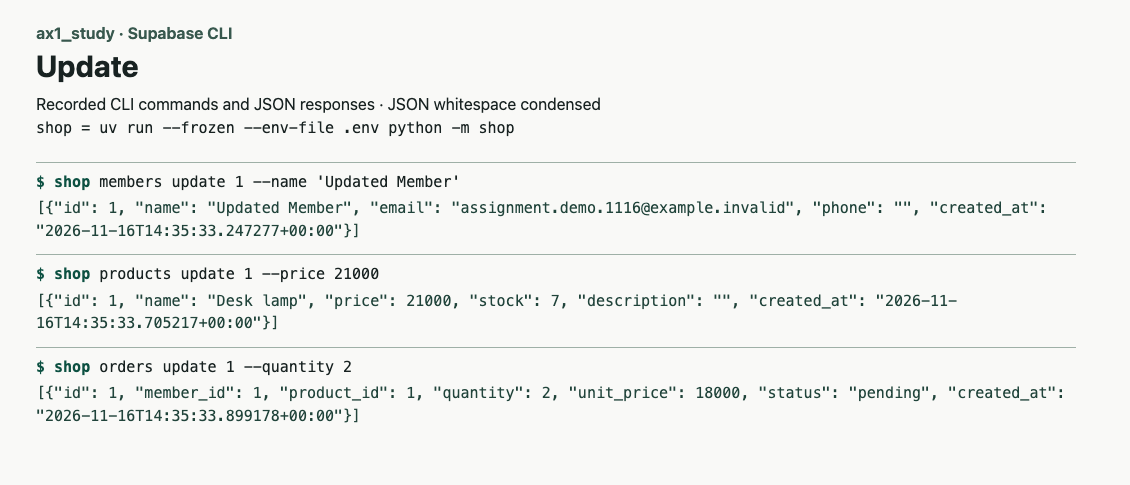 ax1_study · Supabase CLI
Update
Recorded CLI commands and JSON responses · JSON whitespace condensed
shop = uv run --frozen --env-file .env python -m shop
$ shop members update 1 --name 'Updated Member'
[{"id": 1, "name": "Updated Member", "email": "assignment.demo.1116@example.invalid", "phone": "", "created_at":
"2026-11-16T14:35:33.247277+00:00"}]
$ shop products update 1 --price 21000
[{"id": 1, "name": "Desk lamp", "price": 21000, "stock": 7, "description": "", "created_at": "2026-11-
16T14:35:33.705217+00:00"}]
$ shop orders update 1 --quantity 2
[{"id": 1, "member_id": 1, "product_id": 1, "quantity": 2, "unit_price": 18000, "status": "pending", "created_at":
"2026-11-16T14:35:33.899178+00:00"}]